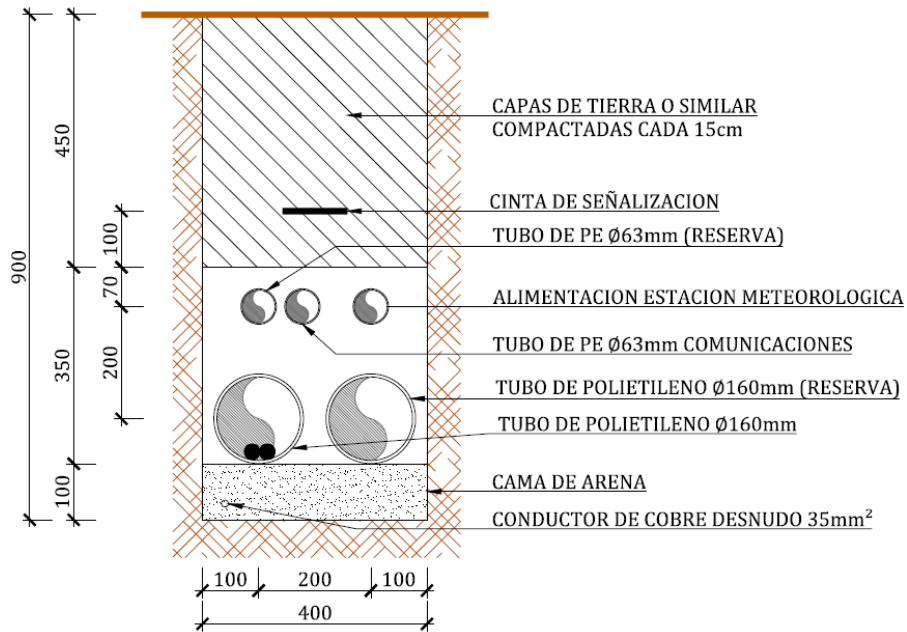 CAPAS DE TIERRA O SIMILAR
COMPACTADAS CADA 15cm
CINTA DE SEÑALIZACION
TUBO DE PE Ø63mm (RESERVA)
ALIMENTACION ESTACION METEOROLOGICA
TUBO DE PE Ø63mm COMUNICACIONES
TUBO DE POLIETILENO Ø160mm (RESERVA)
TUBO DE POLIETILENO Ø160mm
CAMA DE ARENA
CONDUCTOR DE COBRE DESNUDO 35mm²
900
450
350
100
100
70
200
100
200
100
400